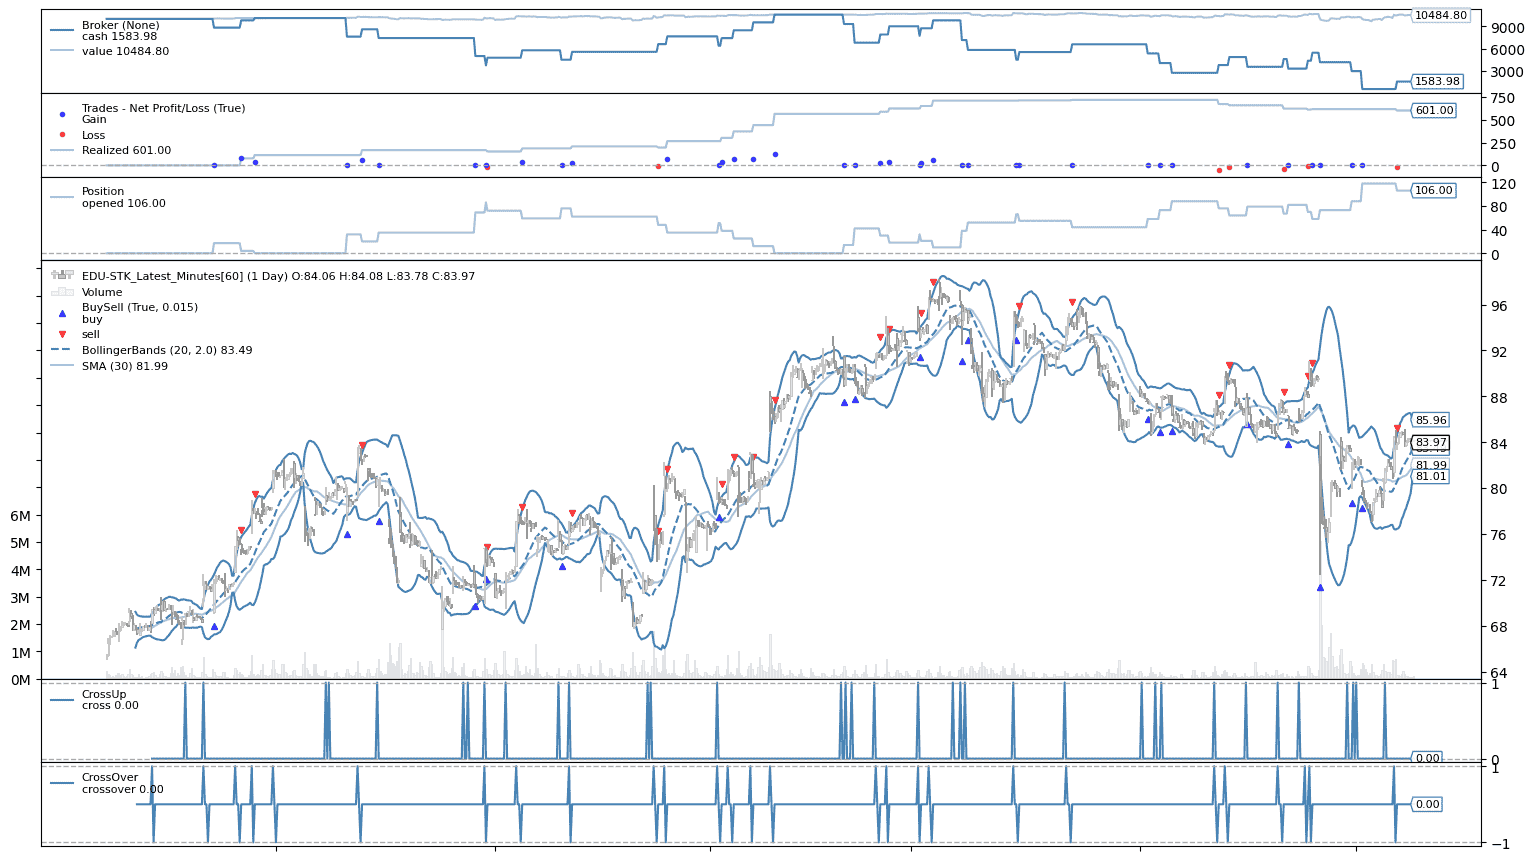 Broker (None)
cash 1583.98
value 10484.80
10484.80
9000
6000
3000
1583.98
Trades - Net Profit/Loss (True)
Gain
Loss
Realized 601.00
750
601.00
500
250
0
Position
opened 106.00
120
106.00
80
40
0
EDU-STK_Latest_Minutes[60] (1 Day) O:84.06 H:84.08 L:83.78 C:83.97
Volume
BuySell (True, 0.015)
buy
sell
BollingerBands (20, 2.0) 83.49
SMA (30) 81.99
6M
5M
4M
3M
2M
1M
0M
96
92
88
85.96
84
83.97
83.49
81.99
81.01
80
76
72
68
64
CrossUp
cross 0.00
1
0.00
0
CrossOver
crossover 0.00
1
0.00
−1